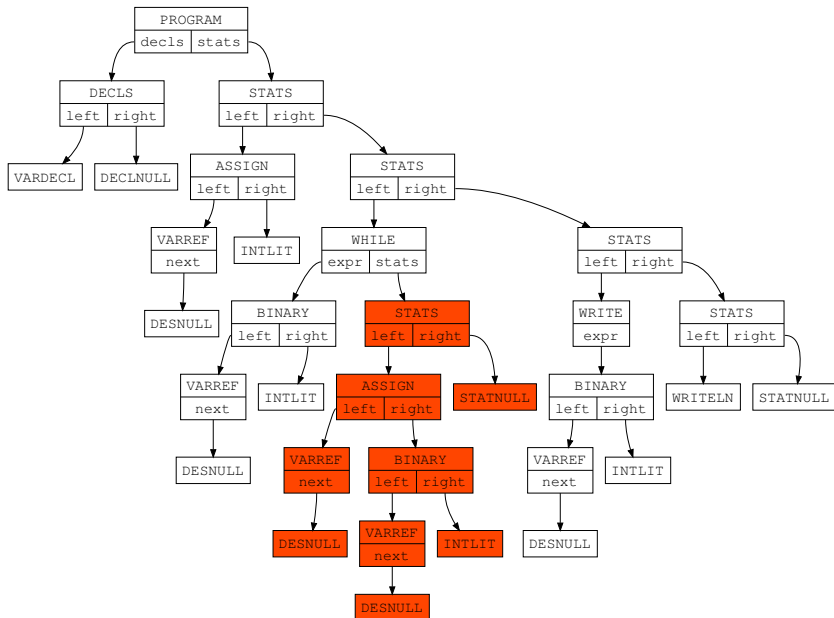 PROGRAM
decls stats
DECLS STATS
left right left right
VARDECL DECLNULL ASSIGN STATS
left right left right
VARREF INTLIT WHILE STATS
next expr stats left right
DESNULL BINARY STATS WRITE STATS
left right left right expr left right
VARREF INTLIT ASSIGN STATNULL BINARY WRITELN STATNULL
next left right left right
DESNULL VARREF BINARY VARREF INTLIT
next left right next
DESNULL VARREF INTLIT DESNULL
next
DESNULL